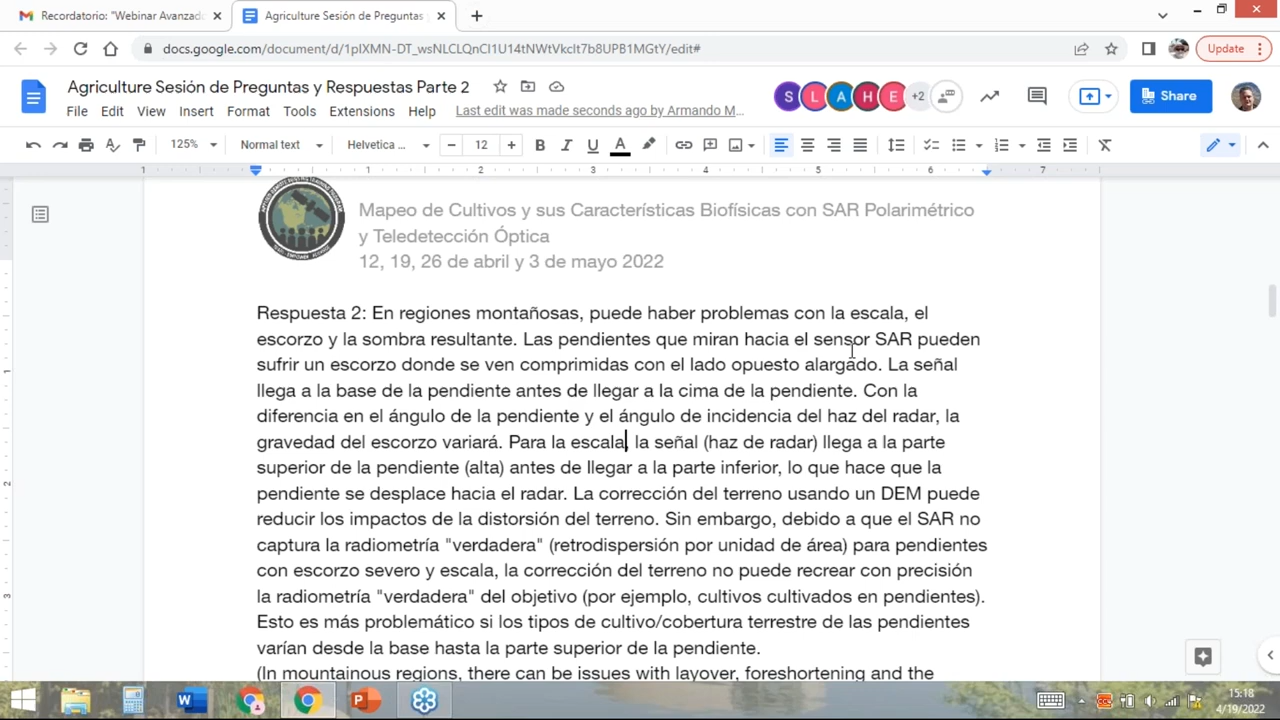 Recordatorio: "Webinar Avanzado
Agriculture Sesión de Preguntas y
docs.google.com/document/d/1pIXMN-DT_wsNLCLQnCI1U14tNWtVkcIt7b8UPB1MGtY/edit#
Update
Agriculture Sesión de Preguntas y Respuestas Parte 2
S L A H E +2
Share
File Edit View Insert Format Tools Extensions Help Last edit was made seconds ago by Armando M...
125% Normal text Helvetica ... 12 B I U A
1 1 2 3 4 5 6 7
Mapeo de Cultivos y sus Características Biofísicas con SAR Polarimétrico
y Teledetección Óptica
12, 19, 26 de abril y 3 de mayo 2022
Respuesta 2: En regiones montañosas, puede haber problemas con la escala, el
escorzo y la sombra resultante. Las pendientes que miran hacia el sensor SAR pueden
sufrir un escorzo donde se ven comprimidas con el lado opuesto alargado. La señal
llega a la base de la pendiente antes de llegar a la cima de la pendiente. Con la
diferencia en el ángulo de la pendiente y el ángulo de incidencia del haz del radar, la
gravedad del escorzo variará. Para la escala, la señal (haz de radar) llega a la parte
superior de la pendiente (alta) antes de llegar a la parte inferior, lo que hace que la
pendiente se desplace hacia el radar. La corrección del terreno usando un DEM puede
reducir los impactos de la distorsión del terreno. Sin embargo, debido a que el SAR no
captura la radiometría "verdadera" (retrodispersión por unidad de área) para pendientes
con escorzo severo y escala, la corrección del terreno no puede recrear con precisión
la radiometría "verdadera" del objetivo (por ejemplo, cultivos cultivados en pendientes).
Esto es más problemático si los tipos de cultivo/cobertura terrestre de las pendientes
varían desde la base hasta la parte superior de la pendiente.
(In mountainous regions, there can be issues with layover, foreshortening and the
15:18
4/19/2022